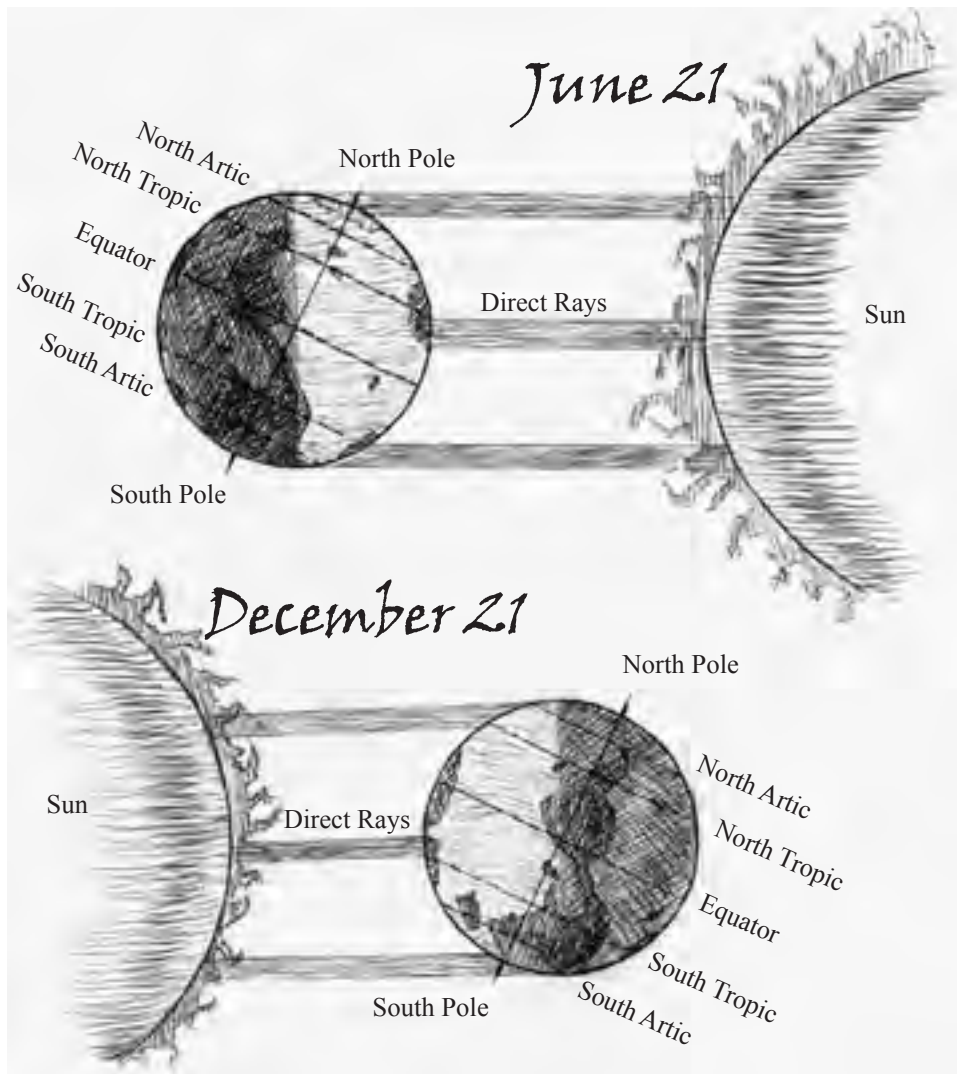 June 21
North Artic
North Pole
North Tropic
Equator
South Tropic
South Artic
Direct Rays
Sun
South Pole
December 21
North Pole
Sun
Direct Rays
North Artic
North Tropic
Equator
South Tropic
South Artic
South Pole